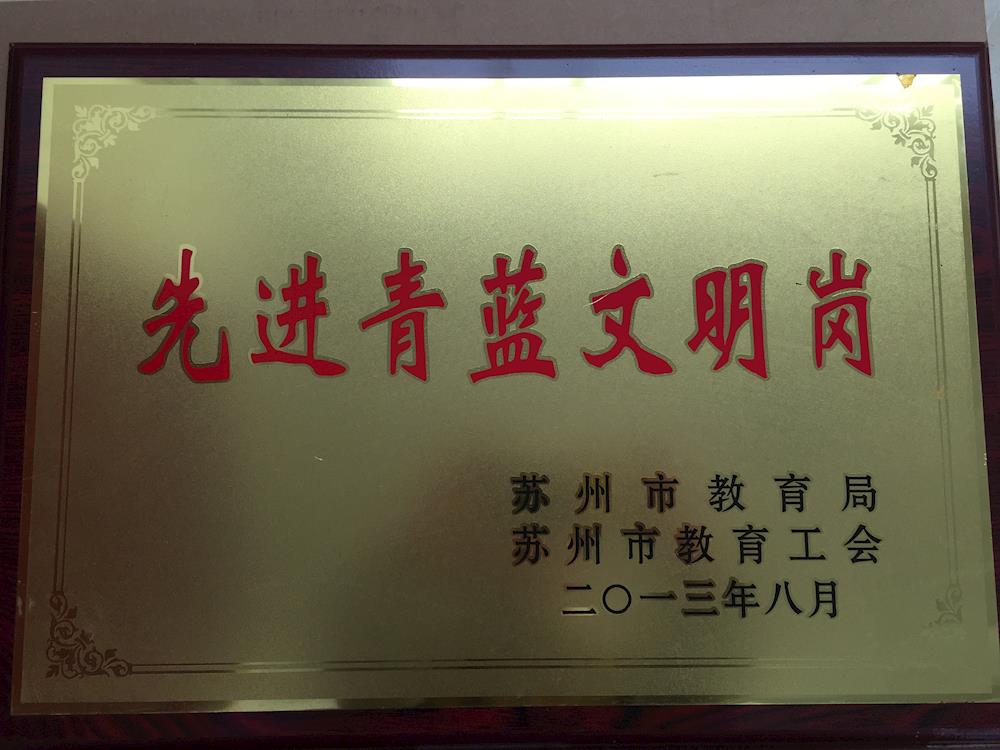 先进青蓝文明岗
苏州市教育局
苏州市教育工会
二〇一三年八月